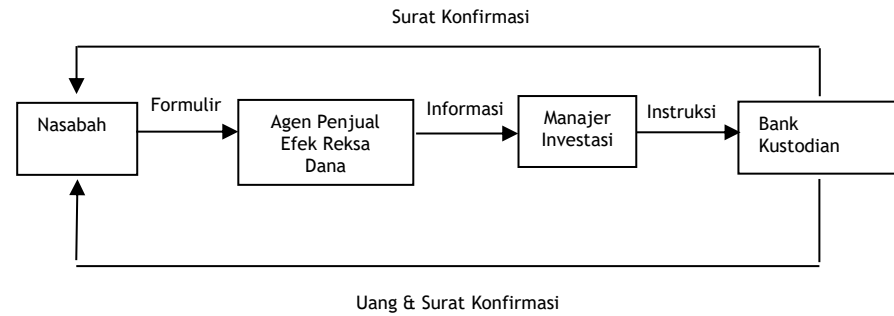 Surat Konfirmasi
Formulir
Informasi
Instruksi
Nasabah
Agen Penjual
Efek Reksa
Dana
Manajer
Investasi
Bank
Kustodian
Uang & Surat Konfirmasi